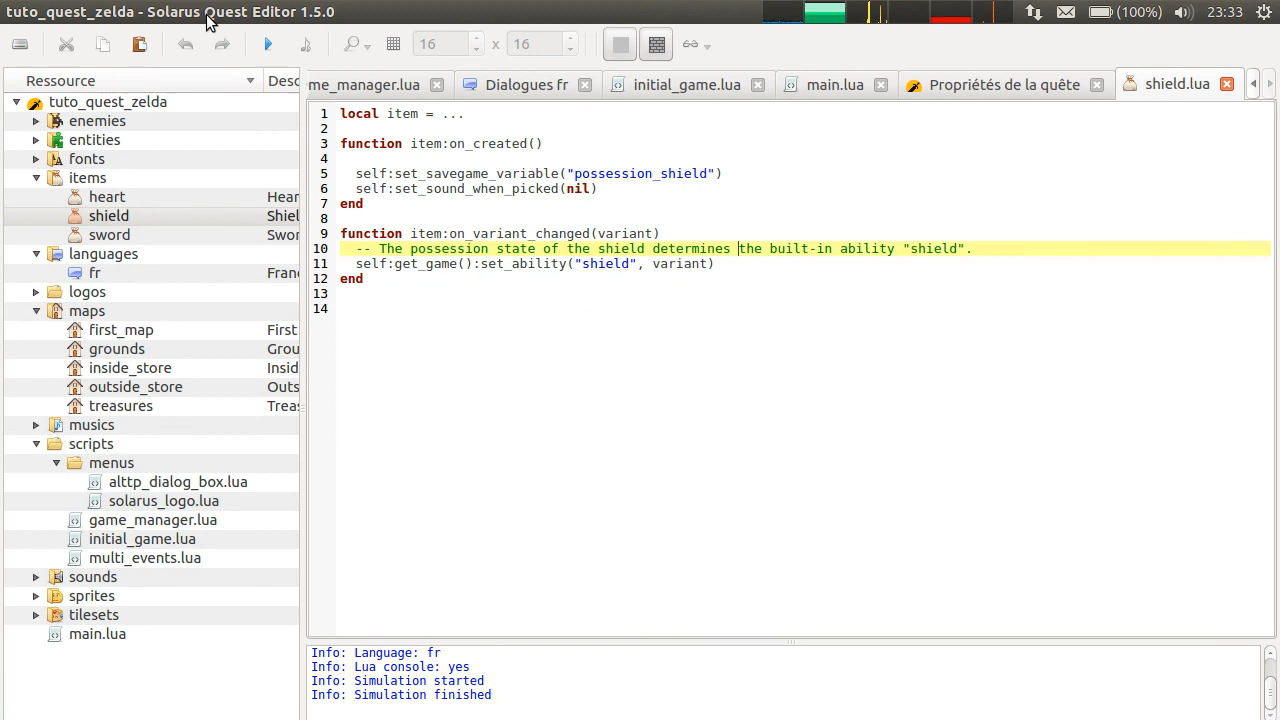 tuto_quest_zelda - Solarus Quest Editor 1.5.0
(100%)
23:33
16 x 16
Ressource
Desc
me_manager.lua
Dialogues fr
initial_game.lua
main.lua
Propriétés de la quête
shield.lua
tuto_quest_zelda
enemies
entities
fonts
items
heart Hear
shield Shiel
sword Swor
languages
fr Franc
logos
maps
first_map First
grounds Grou
inside_store Insid
outside_store Outs
treasures Treas
musics
scripts
menus
alttp_dialog_box.lua
solarus_logo.lua
game_manager.lua
initial_game.lua
multi_events.lua
sounds
sprites
tilesets
main.lua
1 local item = ...
2
3 function item:on_created()
4
5 self:set_savegame_variable("possession_shield")
6 self:set_sound_when_picked(nil)
7 end
8
9 function item:on_variant_changed(variant)
10 -- The possession state of the shield determines the built-in ability "shield".
11 self:get_game():set_ability("shield", variant)
12 end
13
14
Info: Language: fr
Info: Lua console: yes
Info: Simulation started
Info: Simulation finished